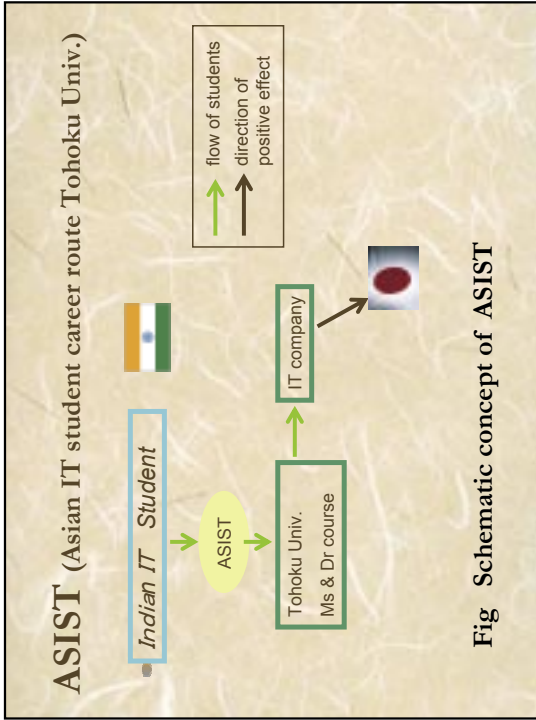 ASIST (Asian IT student career route Tohoku Univ.)
Indian IT Student
flow of students
direction of
positive effect
ASIST
Tohoku Univ.
Ms & Dr course
IT company
Fig Schematic concept of ASIST